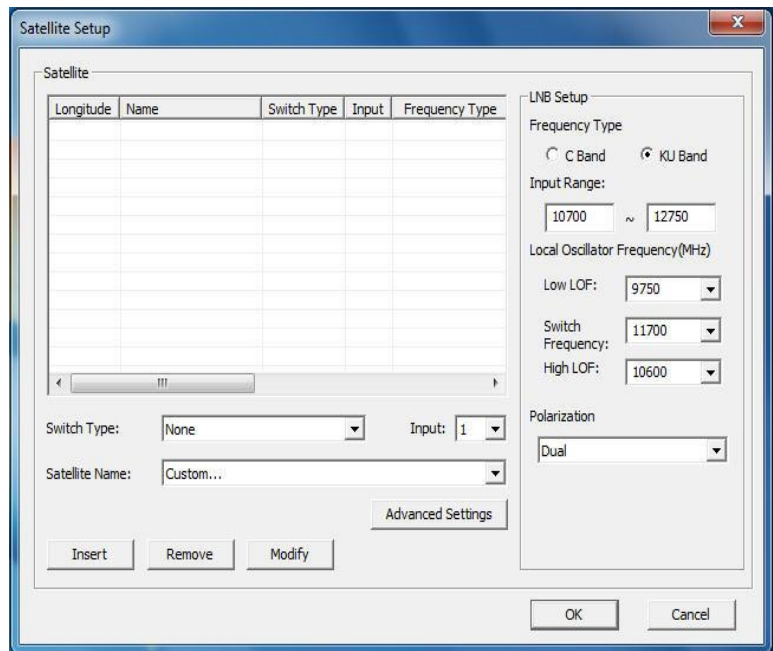 Satellite Setup
Satellite
Longitude Name Switch Type Input Frequency Type
Switch Type: None Input: 1
Satellite Name: Custom...
Advanced Settings
Insert Remove Modify
LNB Setup
Frequency Type
C Band KU Band
Input Range:
10700 ~ 12750
Local Oscillator Frequency(MHz)
Low LOF: 9750
Switch
Frequency: 11700
High LOF: 10600
Polarization
Dual
OK Cancel